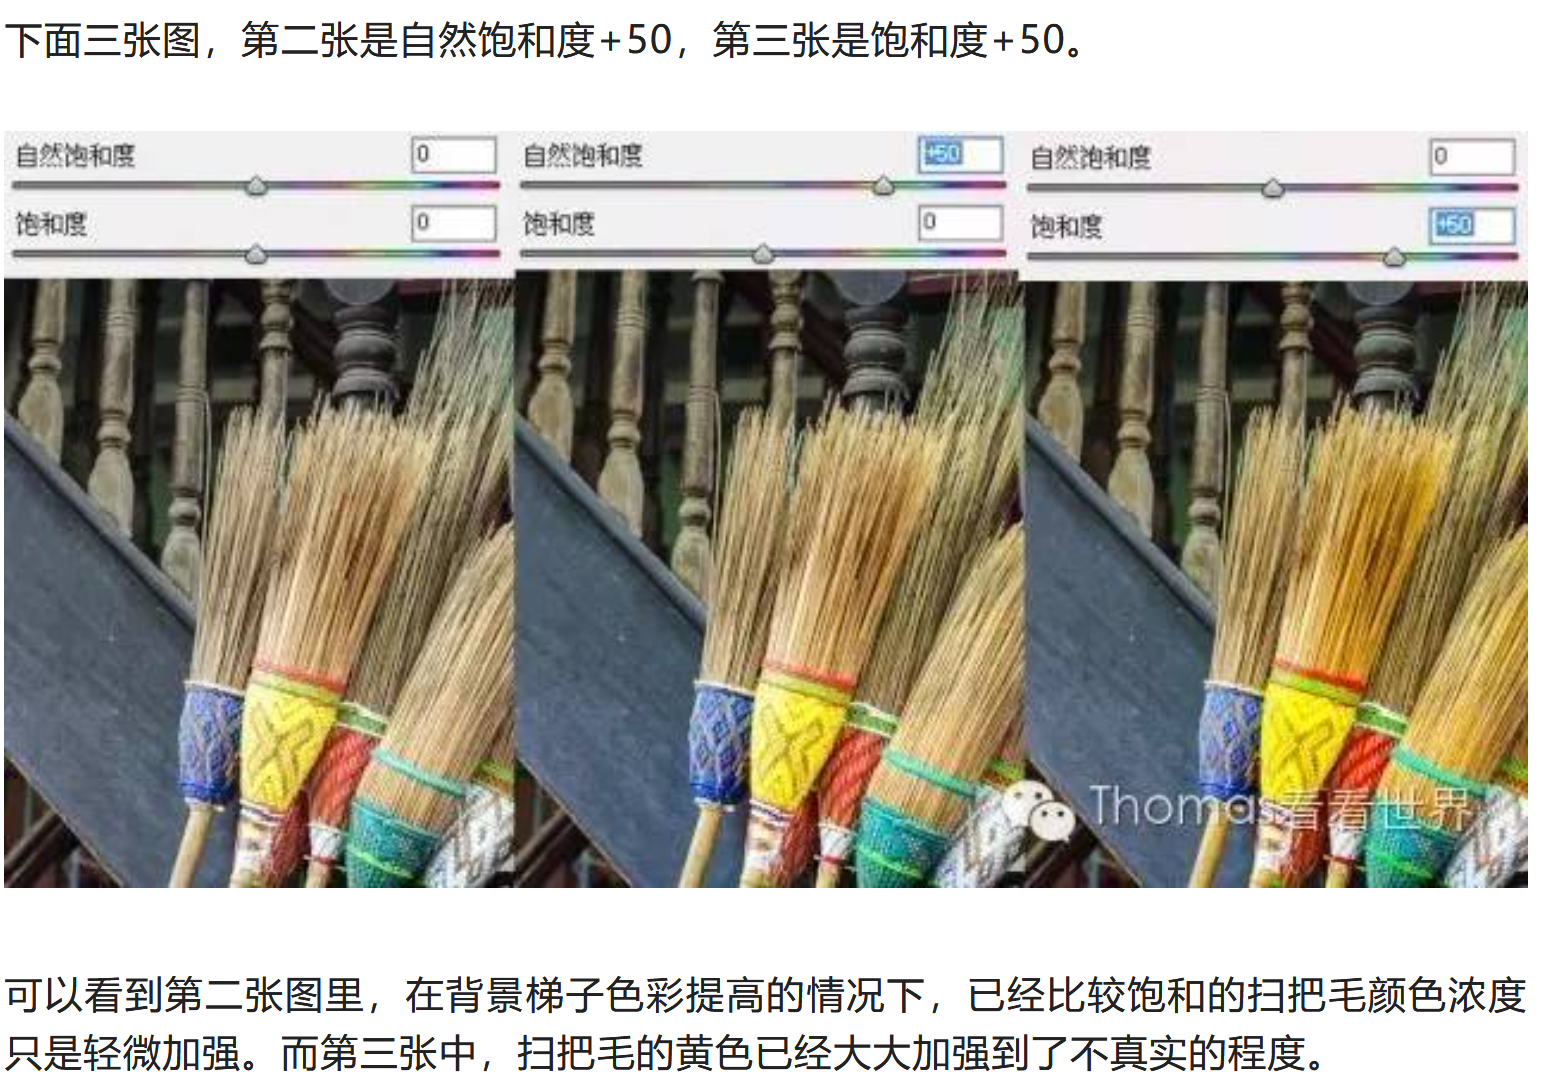 下面三张图，第二张是自然饱和度+50，第三张是饱和度+50。
自然饱和度 0
饱和度 0
自然饱和度 +50
饱和度 0
自然饱和度 0
饱和度 +50
Thomas看看世界
可以看到第二张图里，在背景梯子色彩提高的情况下，已经比较饱和的扫把毛颜色浓度
只是轻微加强。而第三张中，扫把毛的黄色已经大大加强到了不真实的程度。